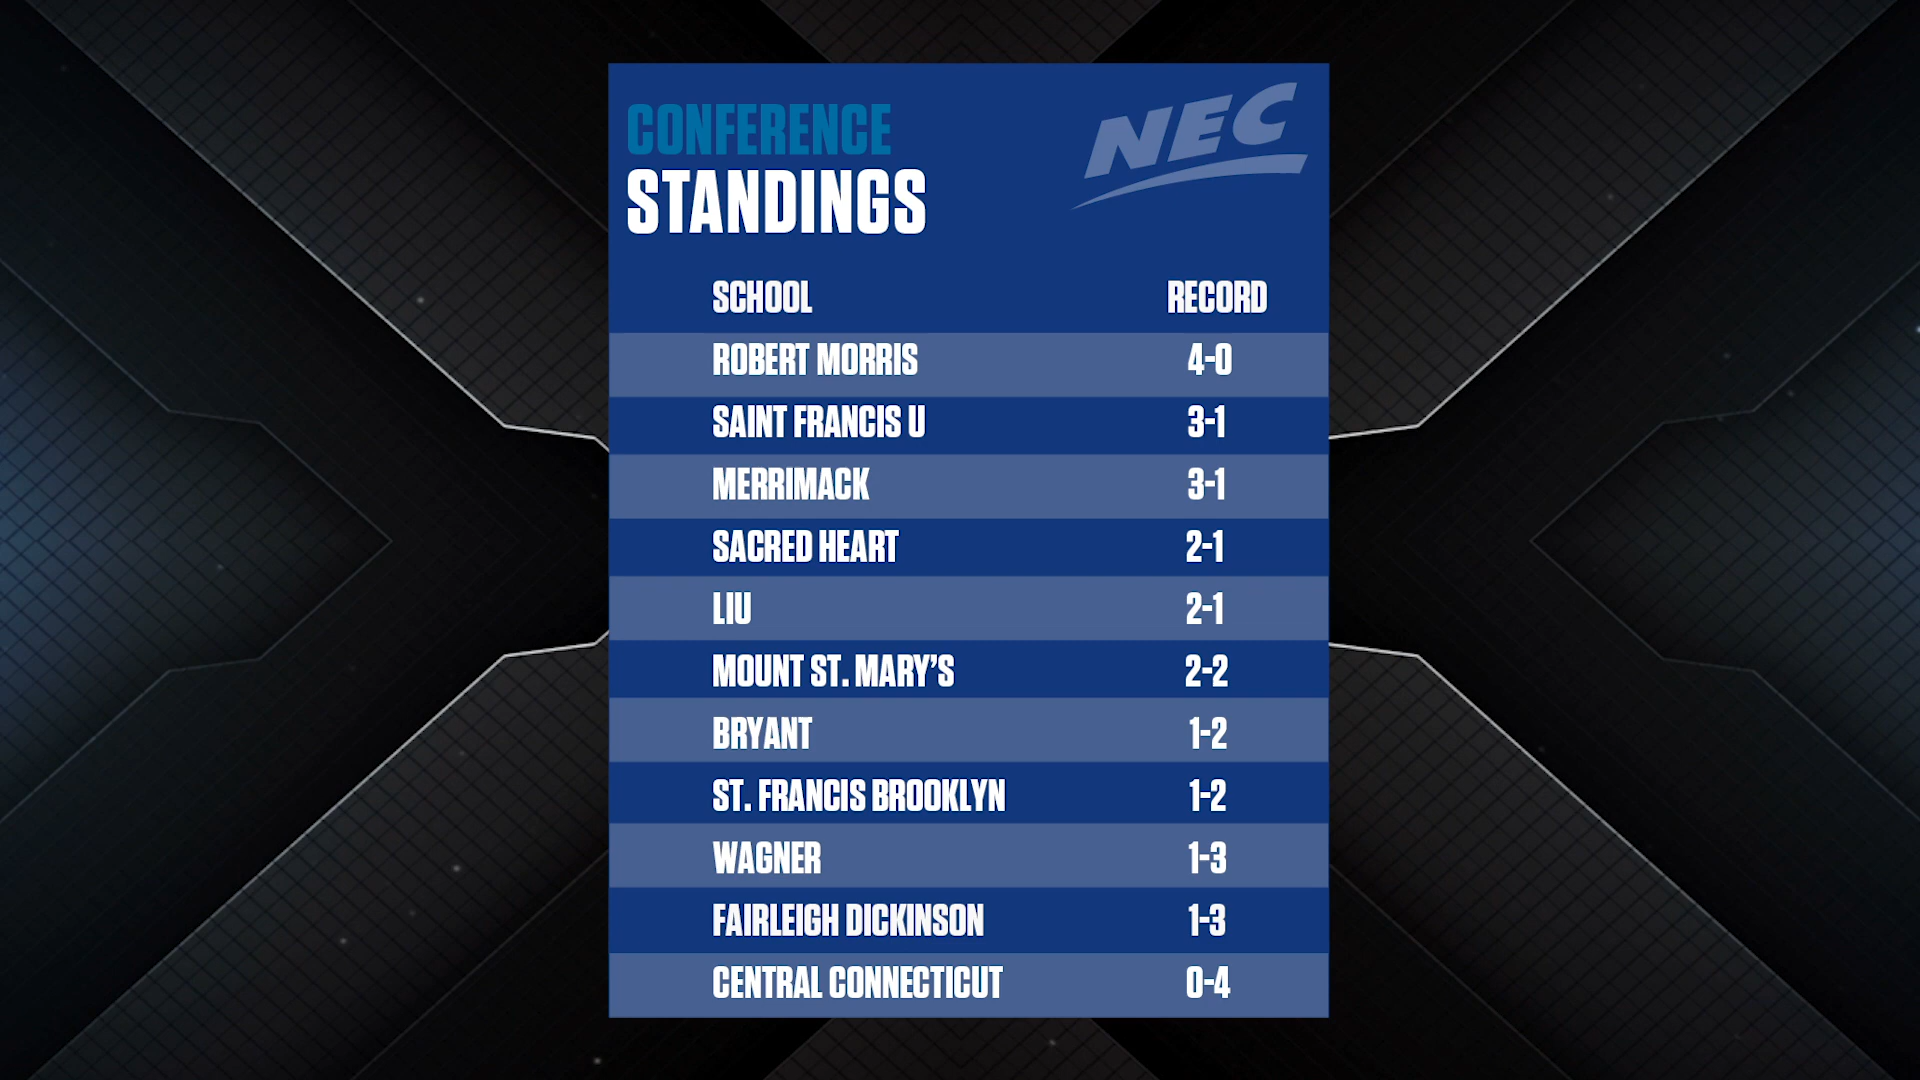 CONFERENCE
STANDINGS
NEC
SCHOOL RECORD
ROBERT MORRIS 4-0
SAINT FRANCIS U 3-1
MERRIMACK 3-1
SACRED HEART 2-1
LIU 2-1
MOUNT ST. MARY’S 2-2
BRYANT 1-2
ST. FRANCIS BROOKLYN 1-2
WAGNER 1-3
FAIRLEIGH DICKINSON 1-3
CENTRAL CONNECTICUT 0-4